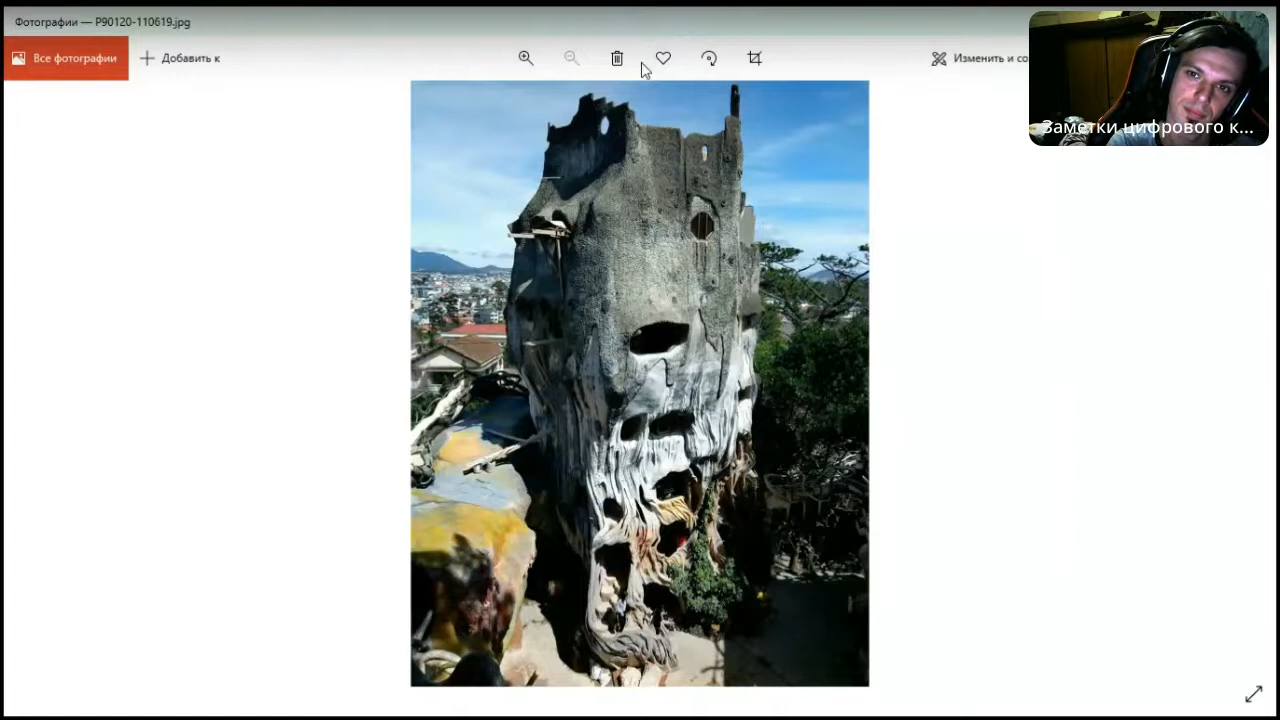 Фотографии — P90120-110619.jpg
Все фотографии
Добавить к
Изменить и со
Заметки цифрового к...